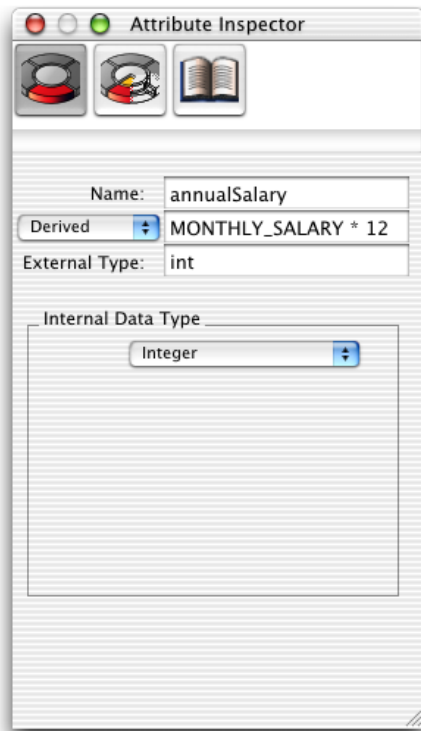 Attribute Inspector
Name: annualSalary
Derived MONTHLY_SALARY * 12
External Type: int
Internal Data Type
Integer